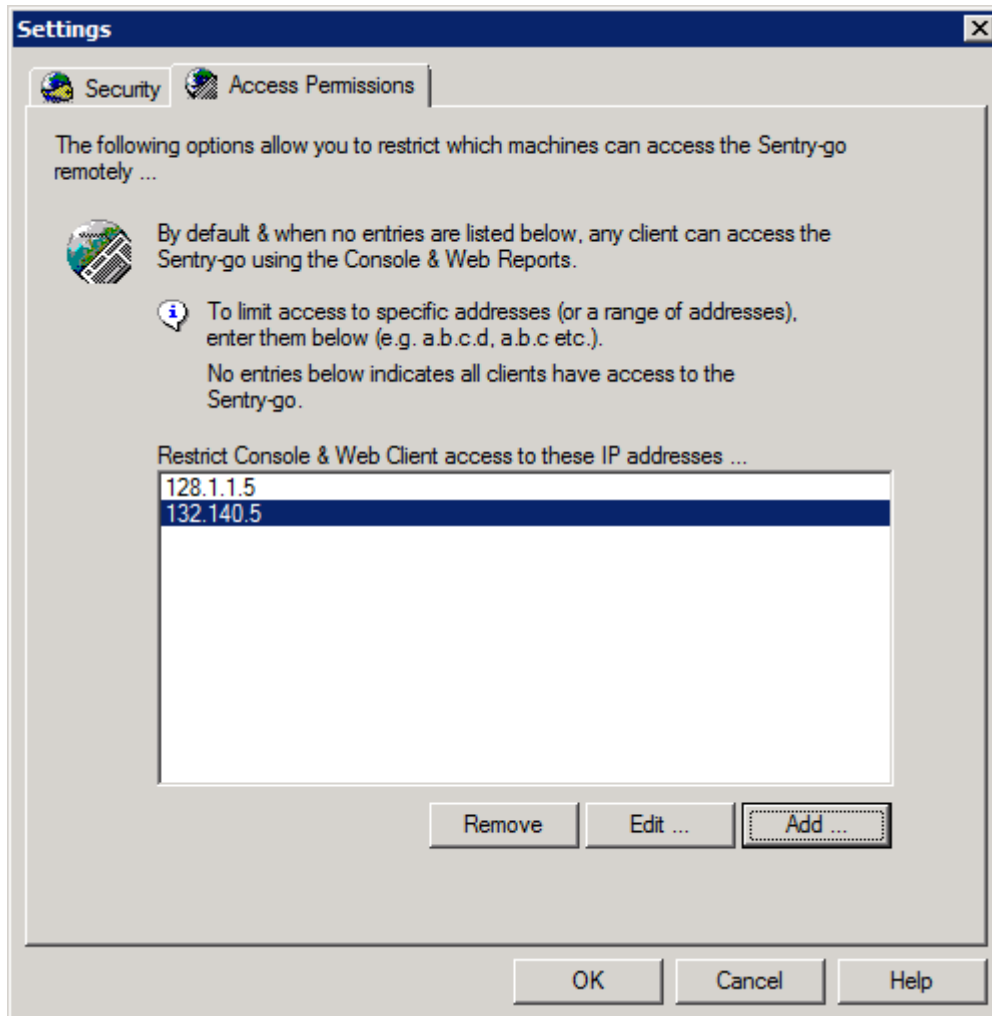 Settings
Security
Access Permissions
The following options allow you to restrict which machines can access the Sentry-go
remotely ...
By default & when no entries are listed below, any client can access the
Sentry-go using the Console & Web Reports.
To limit access to specific addresses (or a range of addresses),
enter them below (e.g. a.b.c.d, a.b.c etc.).
No entries below indicates all clients have access to the
Sentry-go.
Restrict Console & Web Client access to these IP addresses ...
128.1.1.5
132.140.5
Remove
Edit ...
Add ...
OK
Cancel
Help